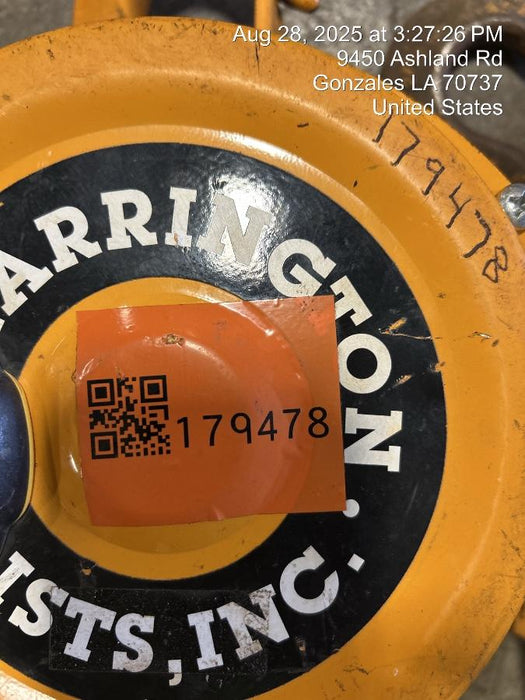 Aug 28, 2025 at 3:27:26 PM
9450 Ashland Rd
Gonzales LA 70737
United States
179478
ARRINGTON
179478
ISTS, INC.